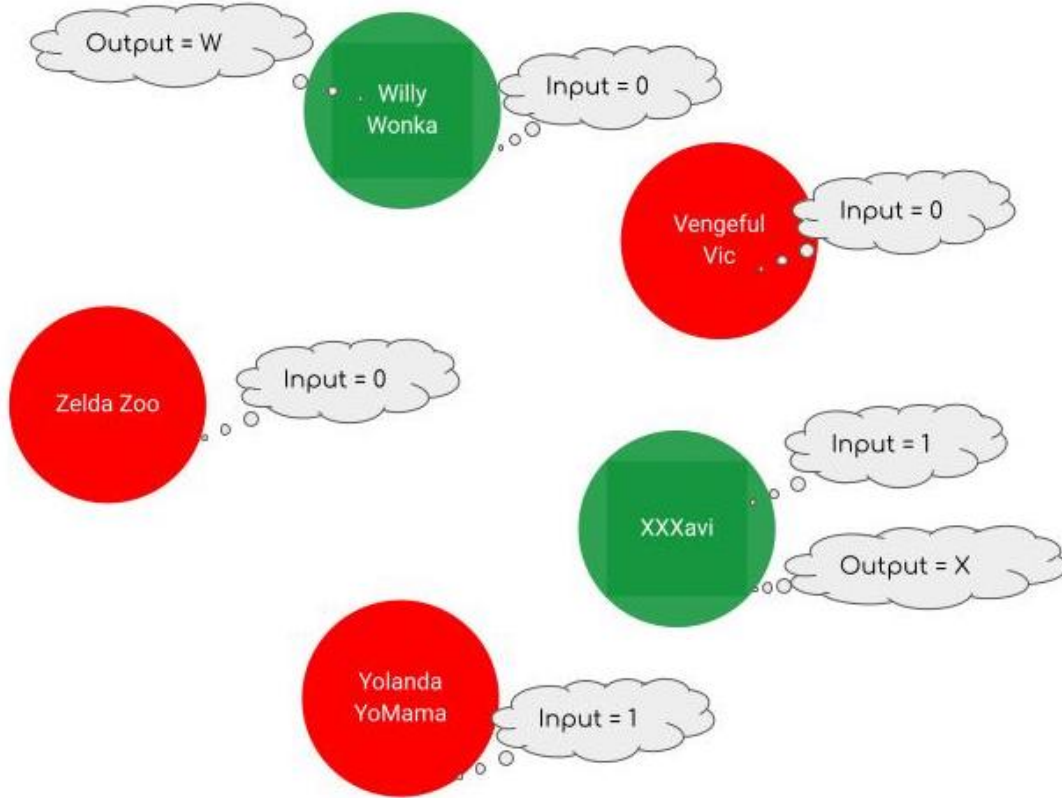 Output = W
Willy
Wonka
Input = 0
Vengeful
Vic
Input = 0
Zelda Zoo
Input = 0
XXXavi
Input = 1
Output = X
Yolanda
YoMama
Input = 1